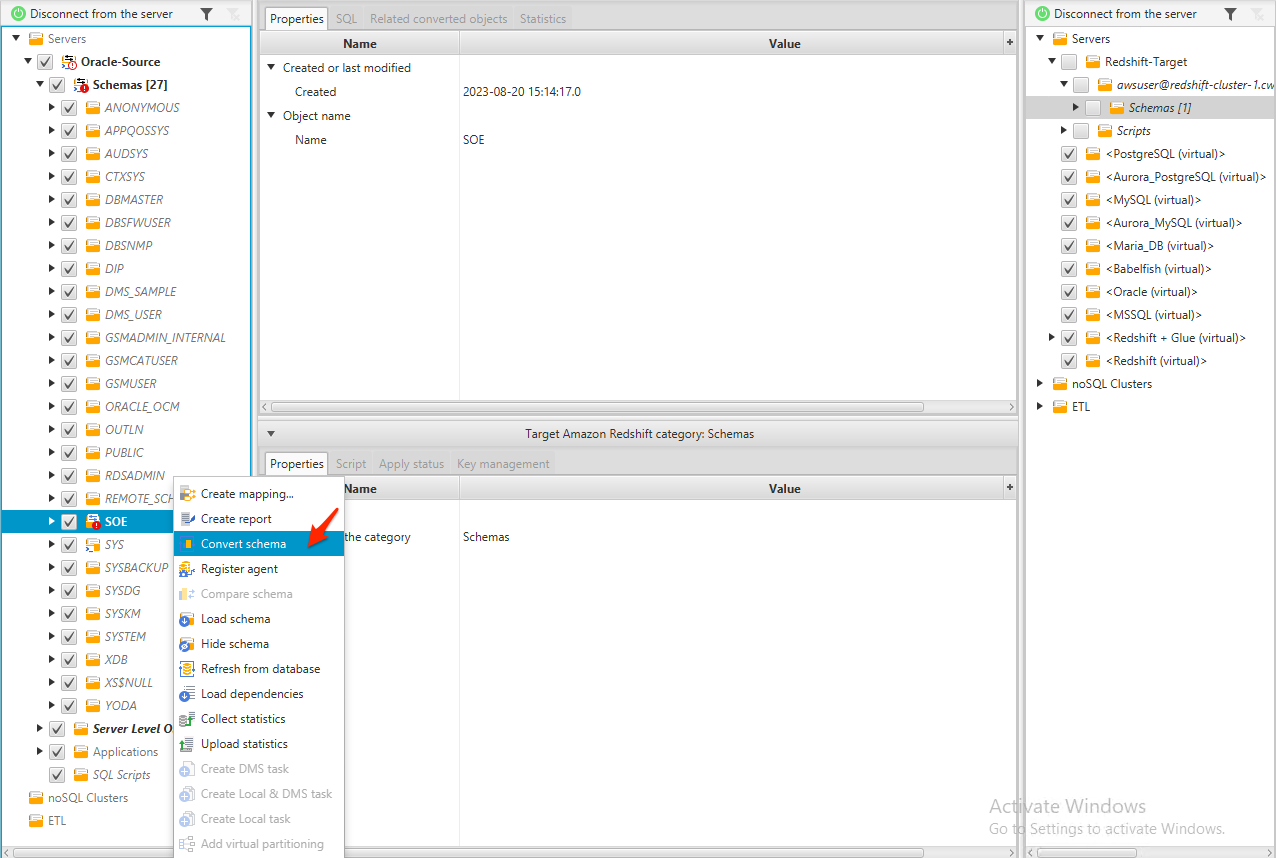 Disconnect from the server
Servers
Oracle-Source
Schemas [27]
ANONYMOUS
APPQOSSYS
AUDSYS
CTXSYS
DBMASTER
DBSFWUSER
DBSNMP
DIP
DMS_SAMPLE
DMS_USER
GSMADMIN_INTERNAL
GSMCATUSER
GSMUSER
ORACLE_OCM
OUTLN
PUBLIC
RDSADMIN
REMOTE_SCH
SOE
SYS
SYSBACKUP
SYSDG
SYSKM
SYSTEM
XDB
XS$NULL
YODA
Server Level O
Applications
SQL Scripts
noSQL Clusters
ETL
Create mapping...
Create report
Convert schema
Register agent
Compare schema
Load schema
Hide schema
Refresh from database
Load dependencies
Collect statistics
Upload statistics
Create DMS task
Create Local & DMS task
Create Local task
Add virtual partitioning
Properties SQL Related converted objects Statistics
Name Value +
Created or last modified
Created 2023-08-20 15:14:17.0
Object name
Name SOE
Target Amazon Redshift category: Schemas
Properties Script Apply status Key management
Name Value +
the category Schemas
Disconnect from the server
Servers
Redshift-Target
awsuser@redshift-cluster-1.cw
Schemas [1]
Scripts
<PostgreSQL (virtual)>
<Aurora_PostgreSQL (virtual)>
<MySQL (virtual)>
<Aurora_MySQL (virtual)>
<Maria_DB (virtual)>
<Babelfish (virtual)>
<Oracle (virtual)>
<MSSQL (virtual)>
<Redshift + Glue (virtual)>
<Redshift (virtual)>
noSQL Clusters
ETL
Activate Windows
Go to Settings to activate Windows.